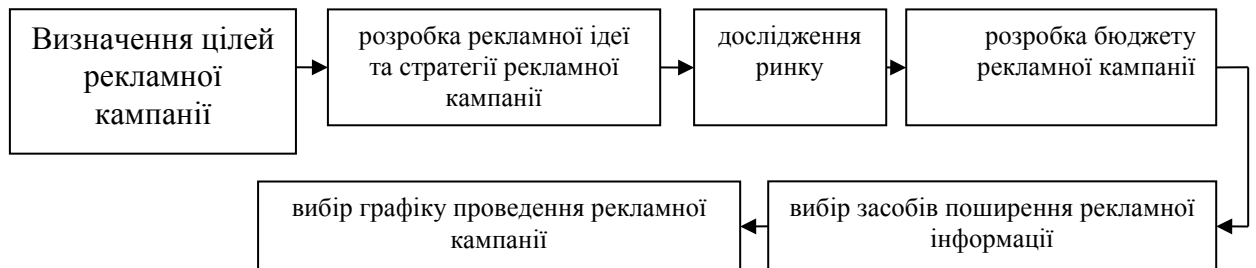 Визначення цілей
рекламної
кампанії
розробка рекламної ідеї
та стратегії рекламної
кампанії
дослідження
ринку
розробка бюджету
рекламної кампанії
вибір засобів поширення рекламної
інформації
вибір графіку проведення рекламної
кампанії